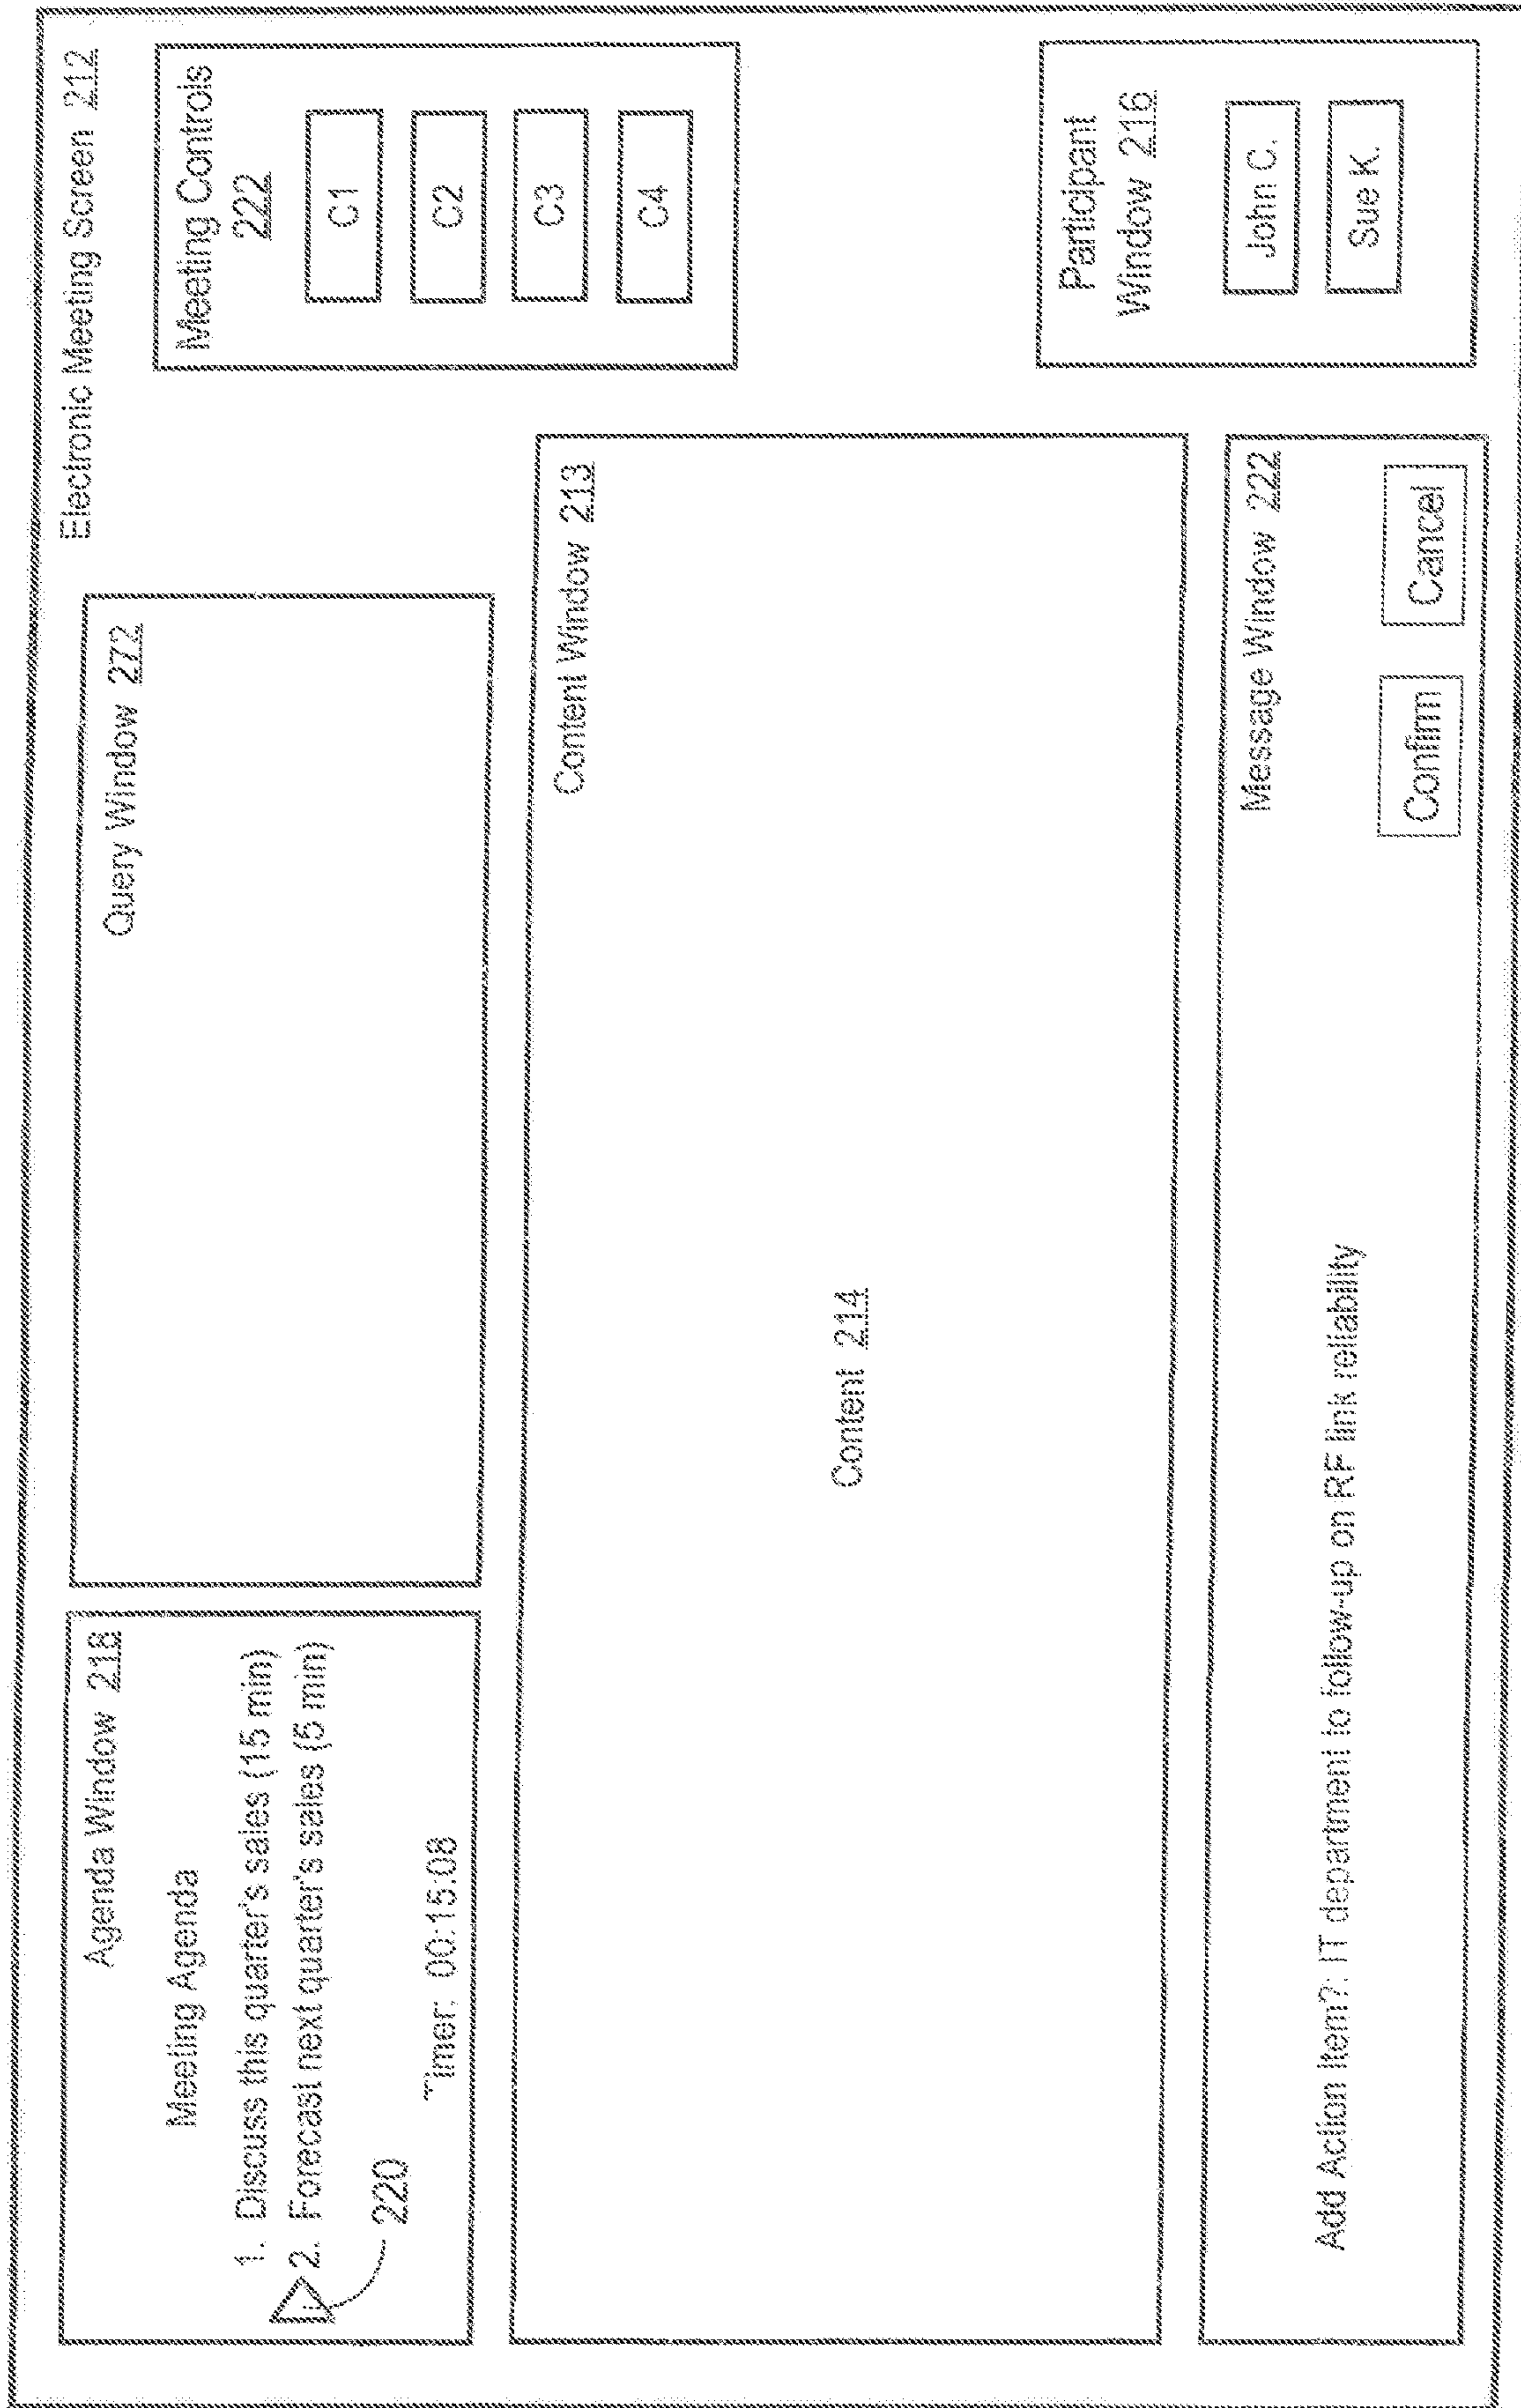 Electronic Meeting Screen 212
Agenda Window 218
Meeting Agenda
1. Discuss this quarter's sales (15 min)
2. Forecast next quarter's sales (5 min)
220
Timer: 00:15:08
Query Window 272
Meeting Controls
222
C1
C2
C3
C4
Content Window 213
Content 214
Participant
Window 216
John C.
Sue K.
Message Window 222
Add Action Item?: IT department to follow-up on RF link reliability
Confirm
Cancel